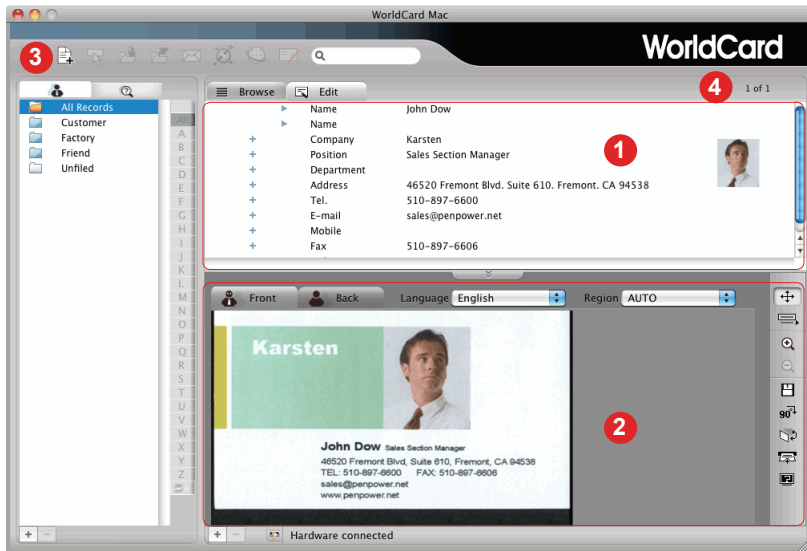 WorldCard Mac
WorldCard
3
4
1 of 1
Browse
Edit
All Records
Customer
Factory
Friend
Unfiled
All
A
B
C
D
E
F
G
H
I
J
K
L
M
N
O
P
Q
R
S
T
U
V
W
X
Y
Z
Name John Dow
Name
Company Karsten
Position Sales Section Manager
Department
Address 46520 Fremont Blvd. Suite 610. Fremont. CA 94538
Tel. 510-897-6600
E-mail sales@penpower.net
Mobile
Fax 510-897-6606
1
Front
Back
Language English
Region AUTO
Karsten
John Dow Sales Section Manager
46520 Fremont Blvd, Suite 610, Fremont, CA 94538
TEL: 510-897-6600 FAX: 510-897-6606
sales@penpower.net
www.penpower.net
2
90
Hardware connected